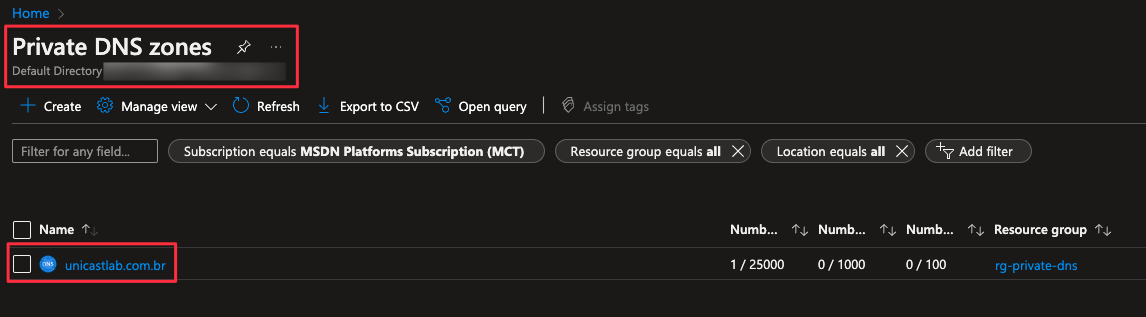 Home >
Private DNS zones ...
Default Directory
Create Manage view Refresh Export to CSV Open query Assign tags
Filter for any field... Subscription equals MSDN Platforms Subscription (MCT) Resource group equals all Location equals all Add filter
Name Numb... Numb... Numb... Resource group
DNS unicastlab.com.br 1 / 25000 0 / 1000 0 / 100 rg-private-dns